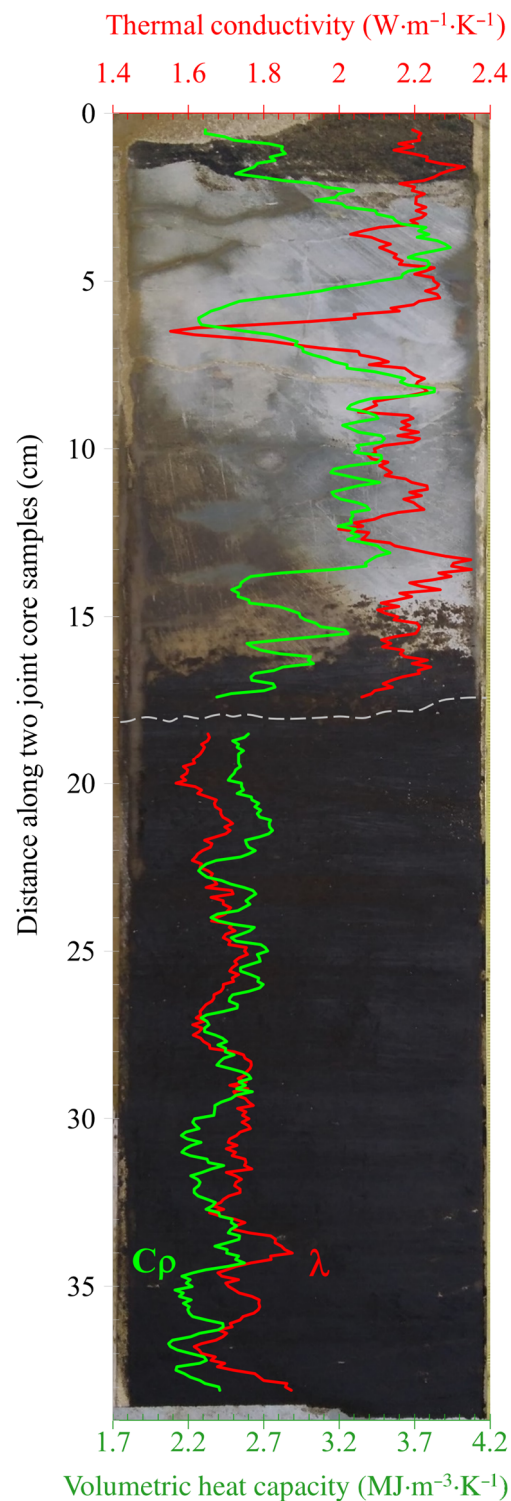 Thermal conductivity (W·m⁻¹·K⁻¹)
1.4 1.6 1.8 2 2.2 2.4
Distance along two joint core samples (cm)
0
5
10
15
20
25
30
35
Cρ λ
1.7 2.2 2.7 3.2 3.7 4.2
Volumetric heat capacity (MJ·m⁻³·K⁻¹)